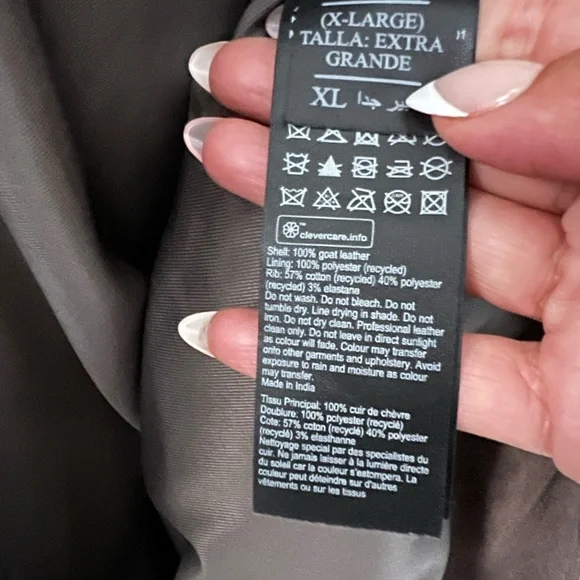 (X-LARGE)
TALLA: EXTRA
GRANDE
XL جدا
clevercare.info
Shell: 100% goat leather
Lining: 100% polyester (recycled)
Rib: 57% cotton (recycled) 40% polyester
(recycled) 3% elastane
Do not wash. Do not bleach. Do not
tumble dry. Line drying in shade. Do not
iron. Do not dry clean. Professional leather
clean only. Do not leave in direct sunlight
as colour will fade. Colour may transfer
onto other garments and upholstery. Avoid
exposure to rain and moisture as colour
may transfer.
Made in India
Tissu Principal: 100% cuir de chèvre
Doublure: 100% polyester (recyclé)
Cote: 57% cotton (recyclé) 40% polyester
(recyclé) 3% elasthanne
Nettoyage special par des specialistes du
cuir. Ne jamais laisser à la lumière directe
du soleil car la couleur s'estompera. La
couleur peut déteindre sur d'autres
vêtements ou sur les tissus